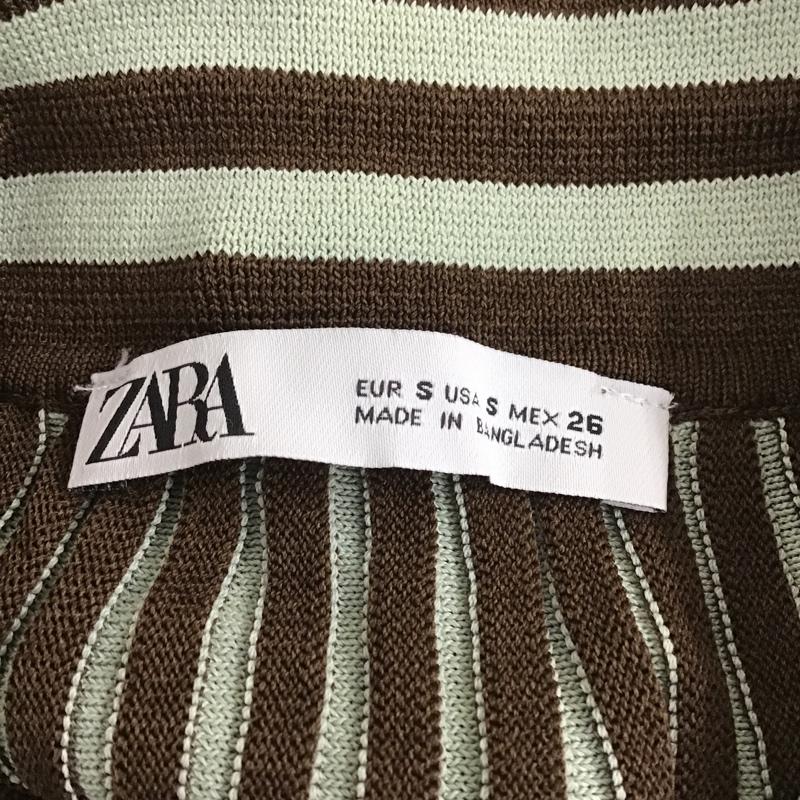 ZARA
EUR S USA S MEX 26
MADE IN BANGLADESH